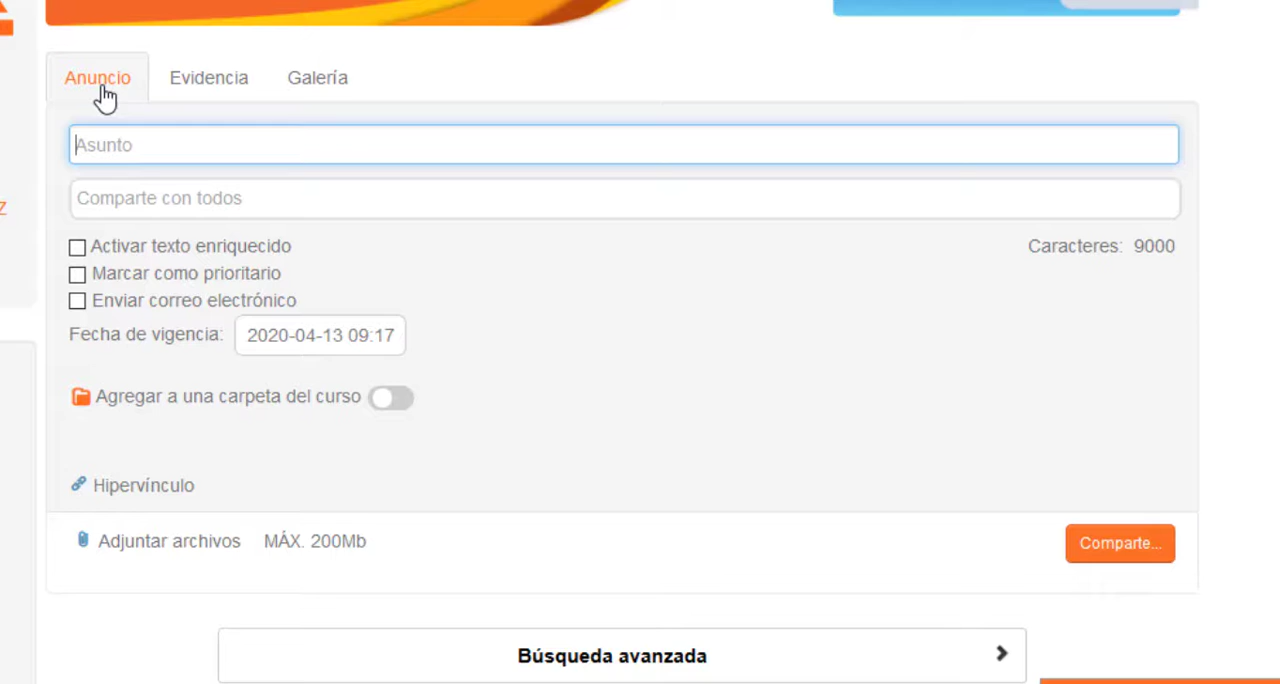 Anuncio Evidencia Galería
Asunto
Comparte con todos
Activar texto enriquecido Caracteres: 9000
Marcar como prioritario
Enviar correo electrónico
Fecha de vigencia: 2020-04-13 09:17
Agregar a una carpeta del curso
Hipervínculo
Adjuntar archivos MÁX. 200Mb Comparte...
Búsqueda avanzada